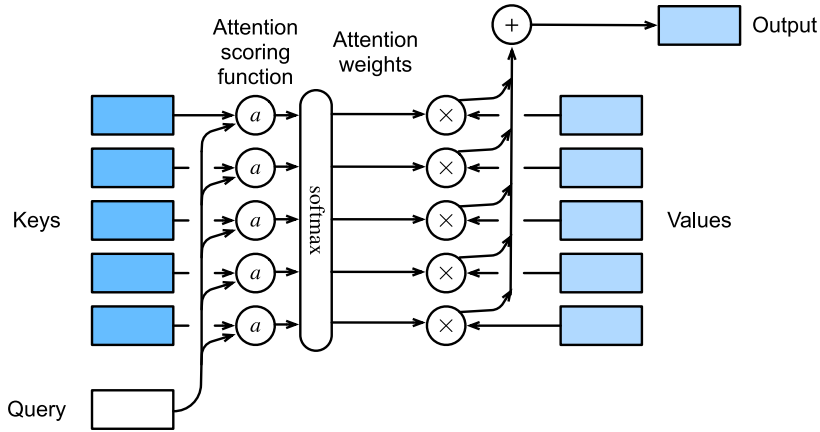 Attention
scoring
function
Attention
weights
+
Output
a
×
a
×
Keys
a
softmax
×
Values
a
×
a
×
Query